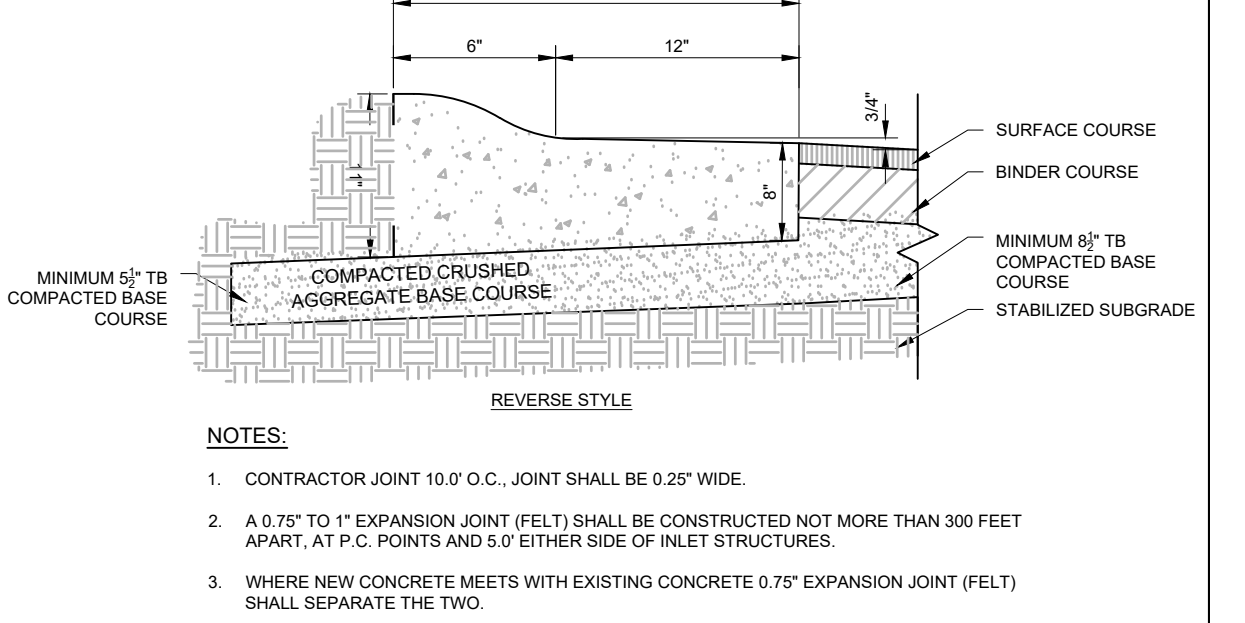 6" 12"
3/4"
SURFACE COURSE
BINDER COURSE
11"
8"
MINIMUM 8½" TB
COMPACTED BASE
COURSE
MINIMUM 5½" TB
COMPACTED BASE
COURSE
COMPACTED CRUSHED
AGGREGATE BASE COURSE
STABILIZED SUBGRADE
REVERSE STYLE
NOTES:
1. CONTRACTOR JOINT 10.0' O.C., JOINT SHALL BE 0.25" WIDE.
2. A 0.75" TO 1" EXPANSION JOINT (FELT) SHALL BE CONSTRUCTED NOT MORE THAN 300 FEET
APART, AT P.C. POINTS AND 5.0' EITHER SIDE OF INLET STRUCTURES.
3. WHERE NEW CONCRETE MEETS WITH EXISTING CONCRETE 0.75" EXPANSION JOINT (FELT)
SHALL SEPARATE THE TWO.